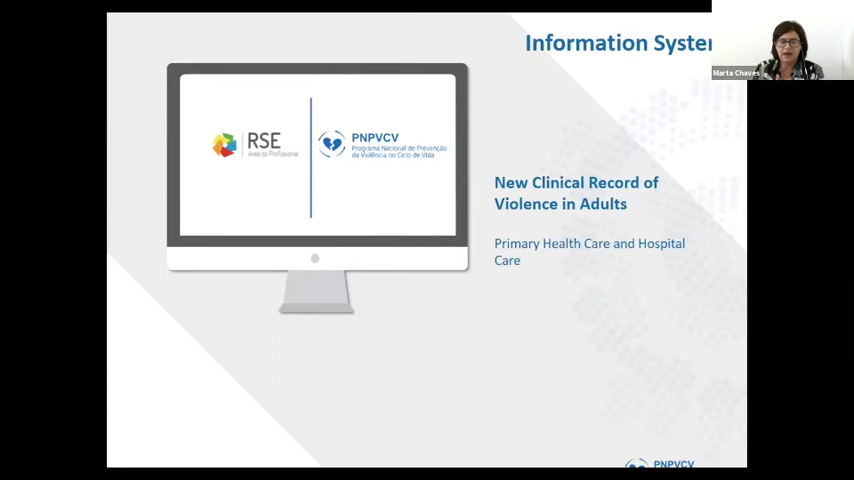 Information System
Marta Chaves
RSE
Área do Profissional
PNPVCV
Programa Nacional de Prevenção
da Violência no Ciclo de Vida
New Clinical Record of
Violence in Adults
Primary Health Care and Hospital
Care
PNPVCV